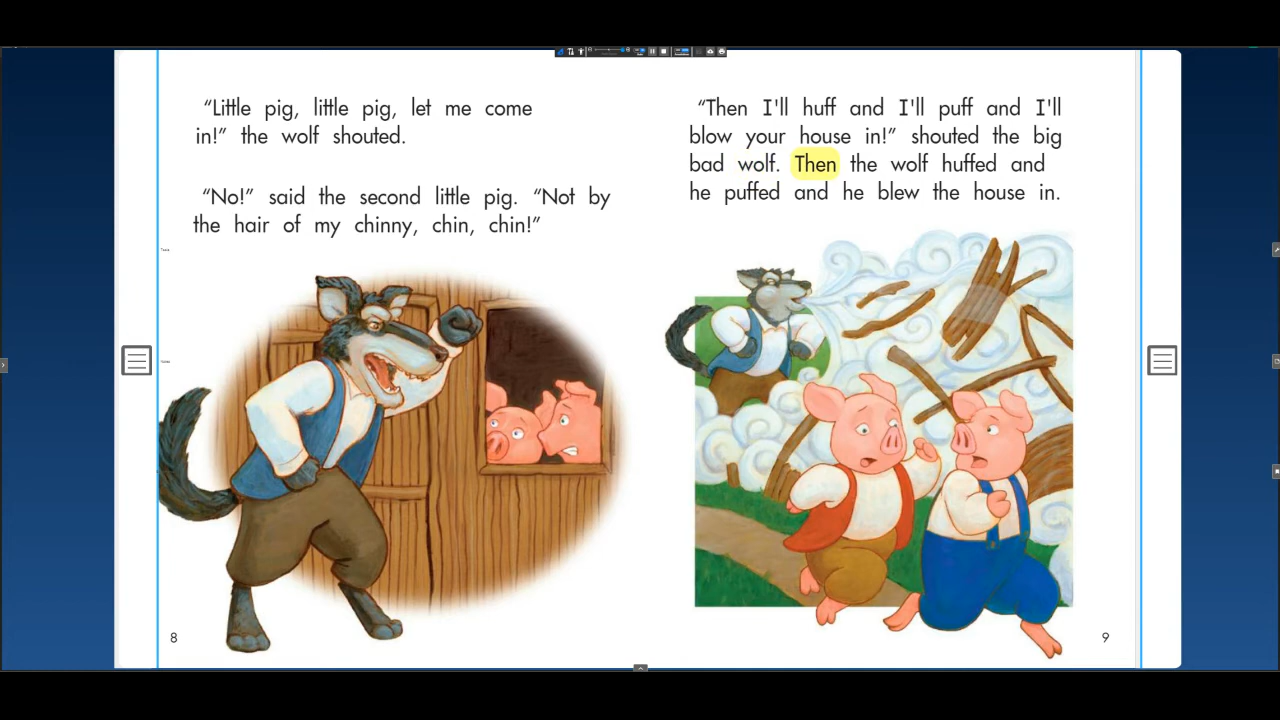 “Little pig, little pig, let me come
in!” the wolf shouted.
“No!” said the second little pig. “Not by
the hair of my chinny, chin, chin!”
8
“Then I'll huff and I'll puff and I'll
blow your house in!” shouted the big
bad wolf. Then the wolf huffed and
he puffed and he blew the house in.
9